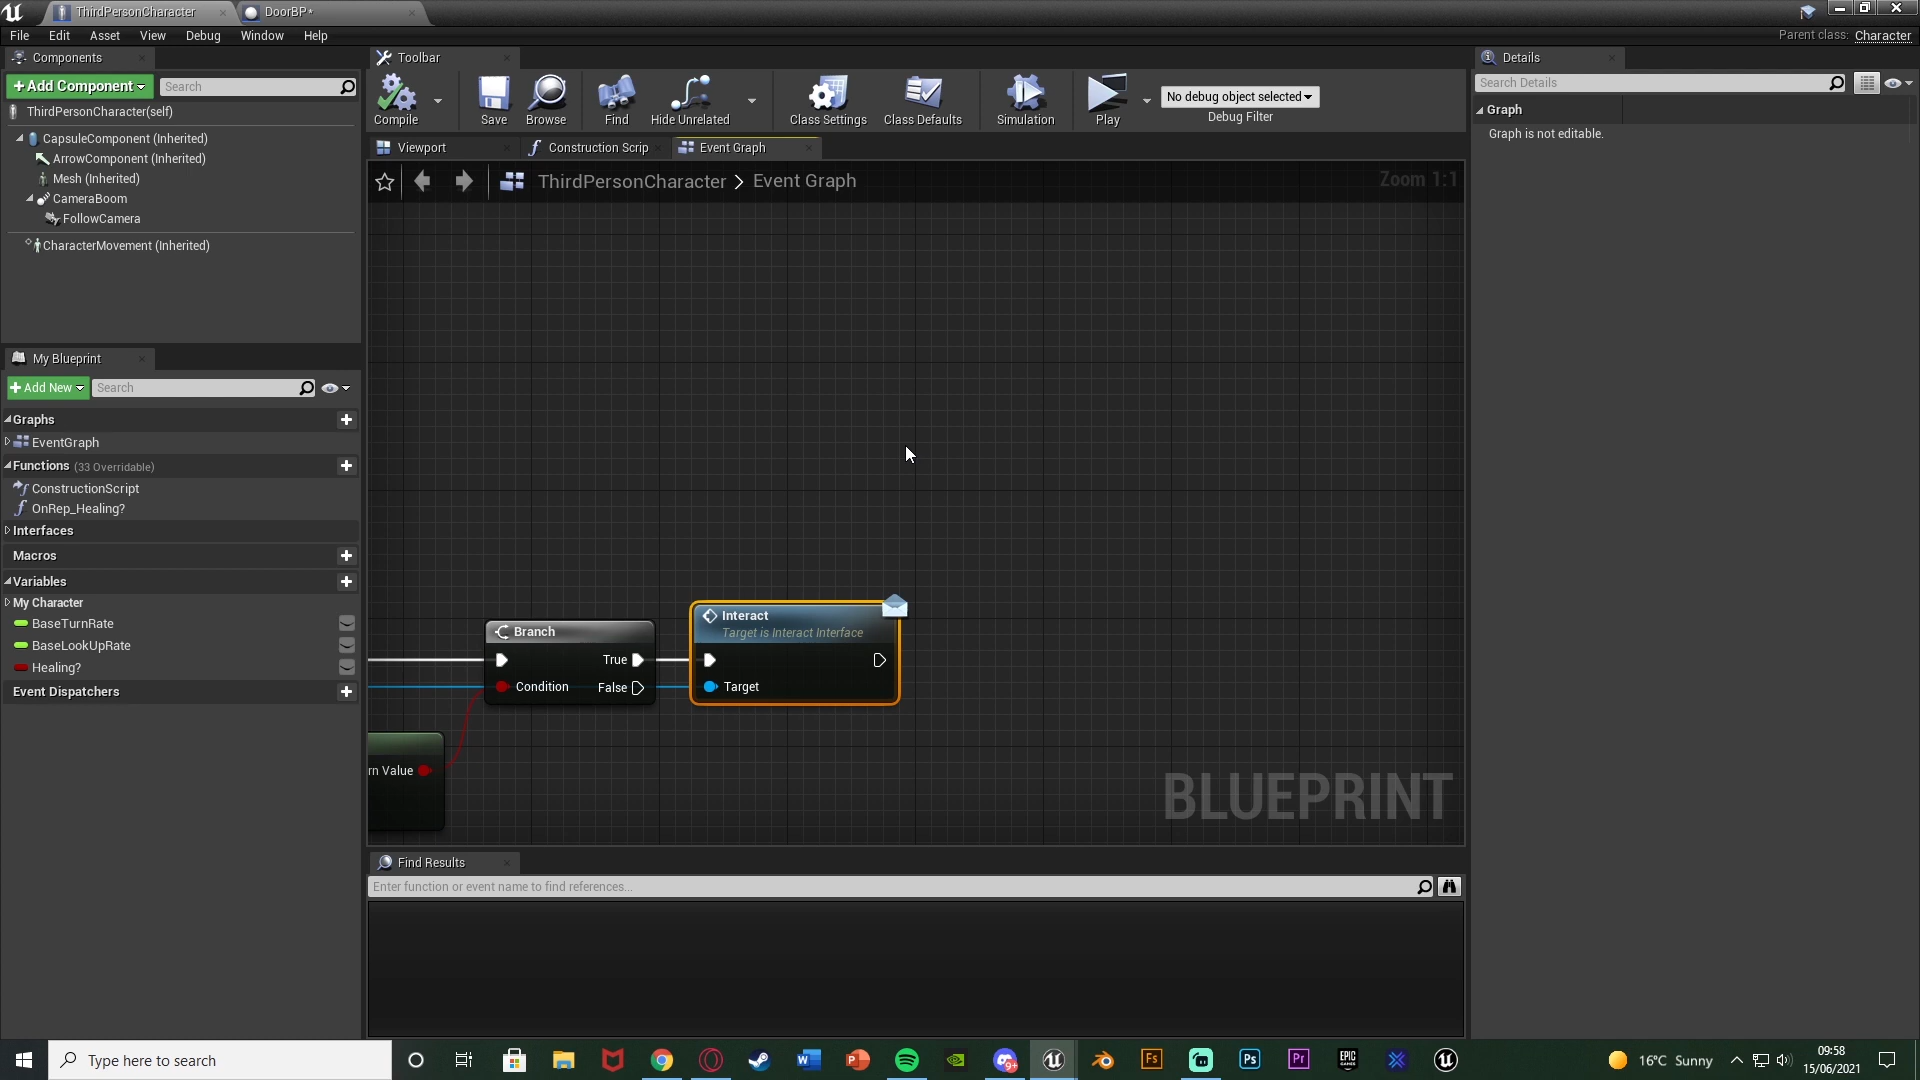 ThirdPersonCharacter
DoorBP*
File Edit Asset View Debug Window Help
Parent class: Character
Components
Toolbar
Details
+ Add Component
Search
Search Details
ThirdPersonCharacter(self)
CapsuleComponent (Inherited)
ArrowComponent (Inherited)
Mesh (Inherited)
CameraBoom
FollowCamera
CharacterMovement (Inherited)
Compile
Save
Browse
Find
Hide Unrelated
Class Settings
Class Defaults
Simulation
Play
No debug object selected
Debug Filter
Graph
Graph is not editable.
Viewport
Construction Scrip
Event Graph
ThirdPersonCharacter > Event Graph
Zoom 1:1
My Blueprint
+ Add New
Search
Graphs
EventGraph
Functions (33 Overridable)
ConstructionScript
OnRep_Healing?
Interfaces
Macros
Variables
My Character
BaseTurnRate
BaseLookUpRate
Healing?
Event Dispatchers
Branch
True
Condition
False
Interact
Target is Interact Interface
Target
rn Value
BLUEPRINT
Find Results
Enter function or event name to find references...
Type here to search
W
P
9+
Fs
Ps
Pr
EPIC GAMES
16°C Sunny
09:58
15/06/2021